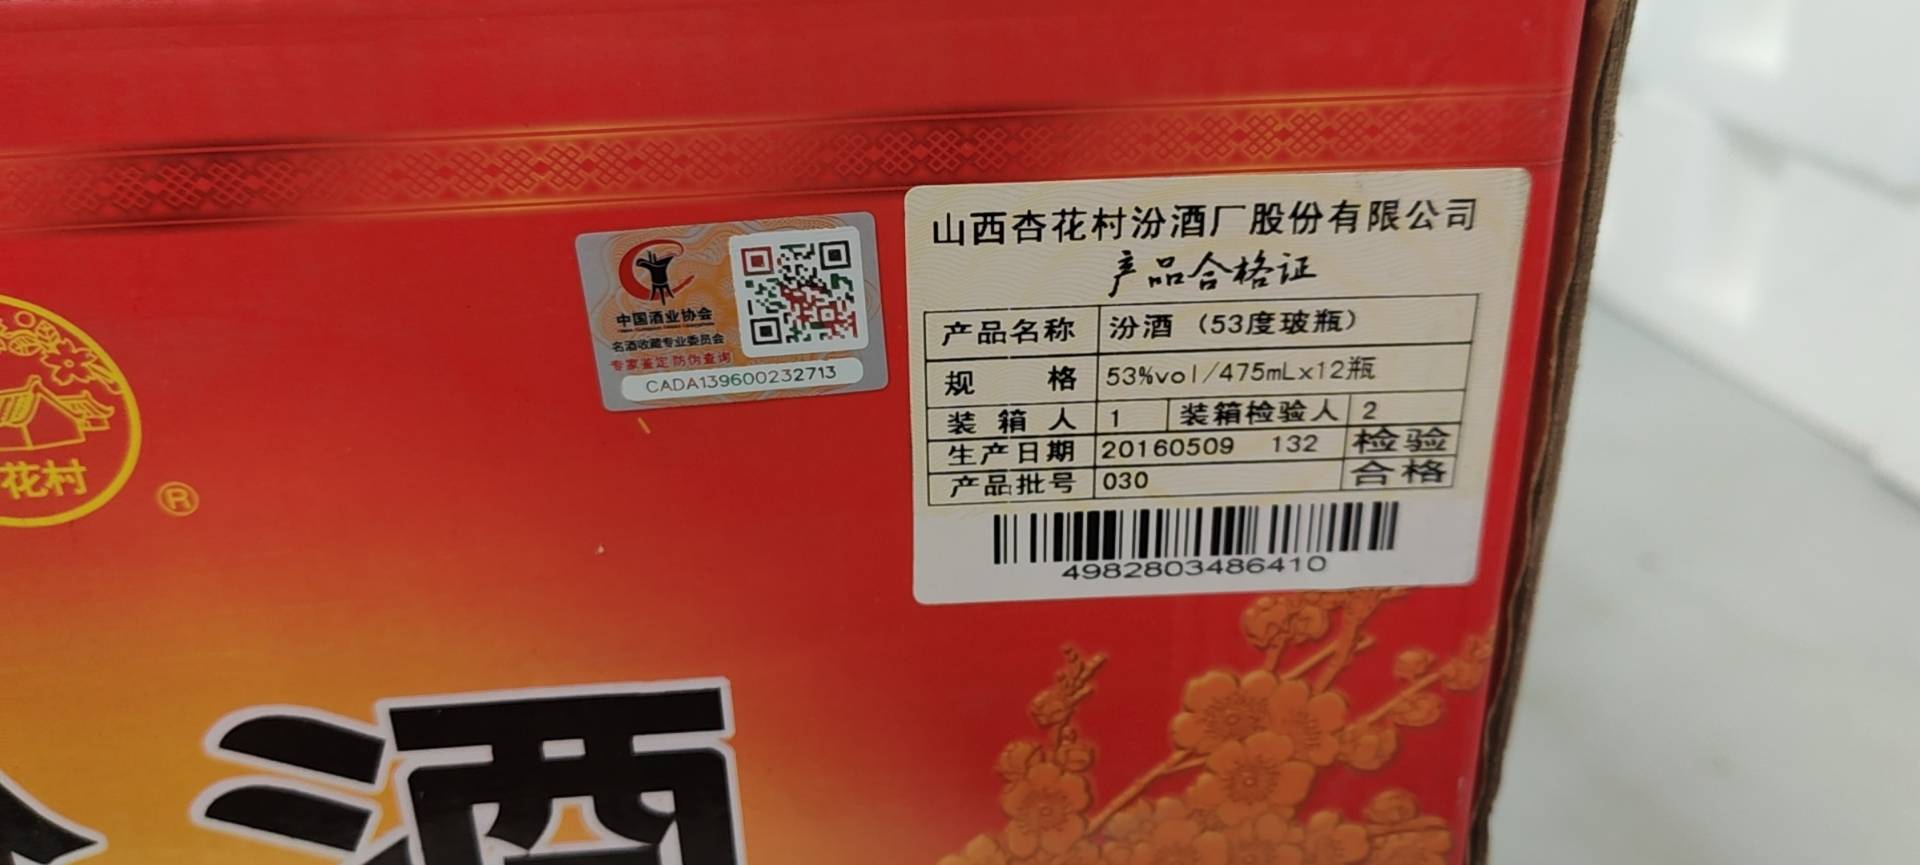 花村
®
中国酒业协会
名酒收藏专业委员会
专家鉴定 防伪查询
CADA139600232713
山西杏花村汾酒厂股份有限公司
产品合格证
产品名称 汾酒（53度玻瓶）
规 格 53%vol/475mL×12瓶
装 箱 人 1 装箱检验人 2
生产日期 20160509 132 检验
产品批号 030 合格
4982803486410
酒